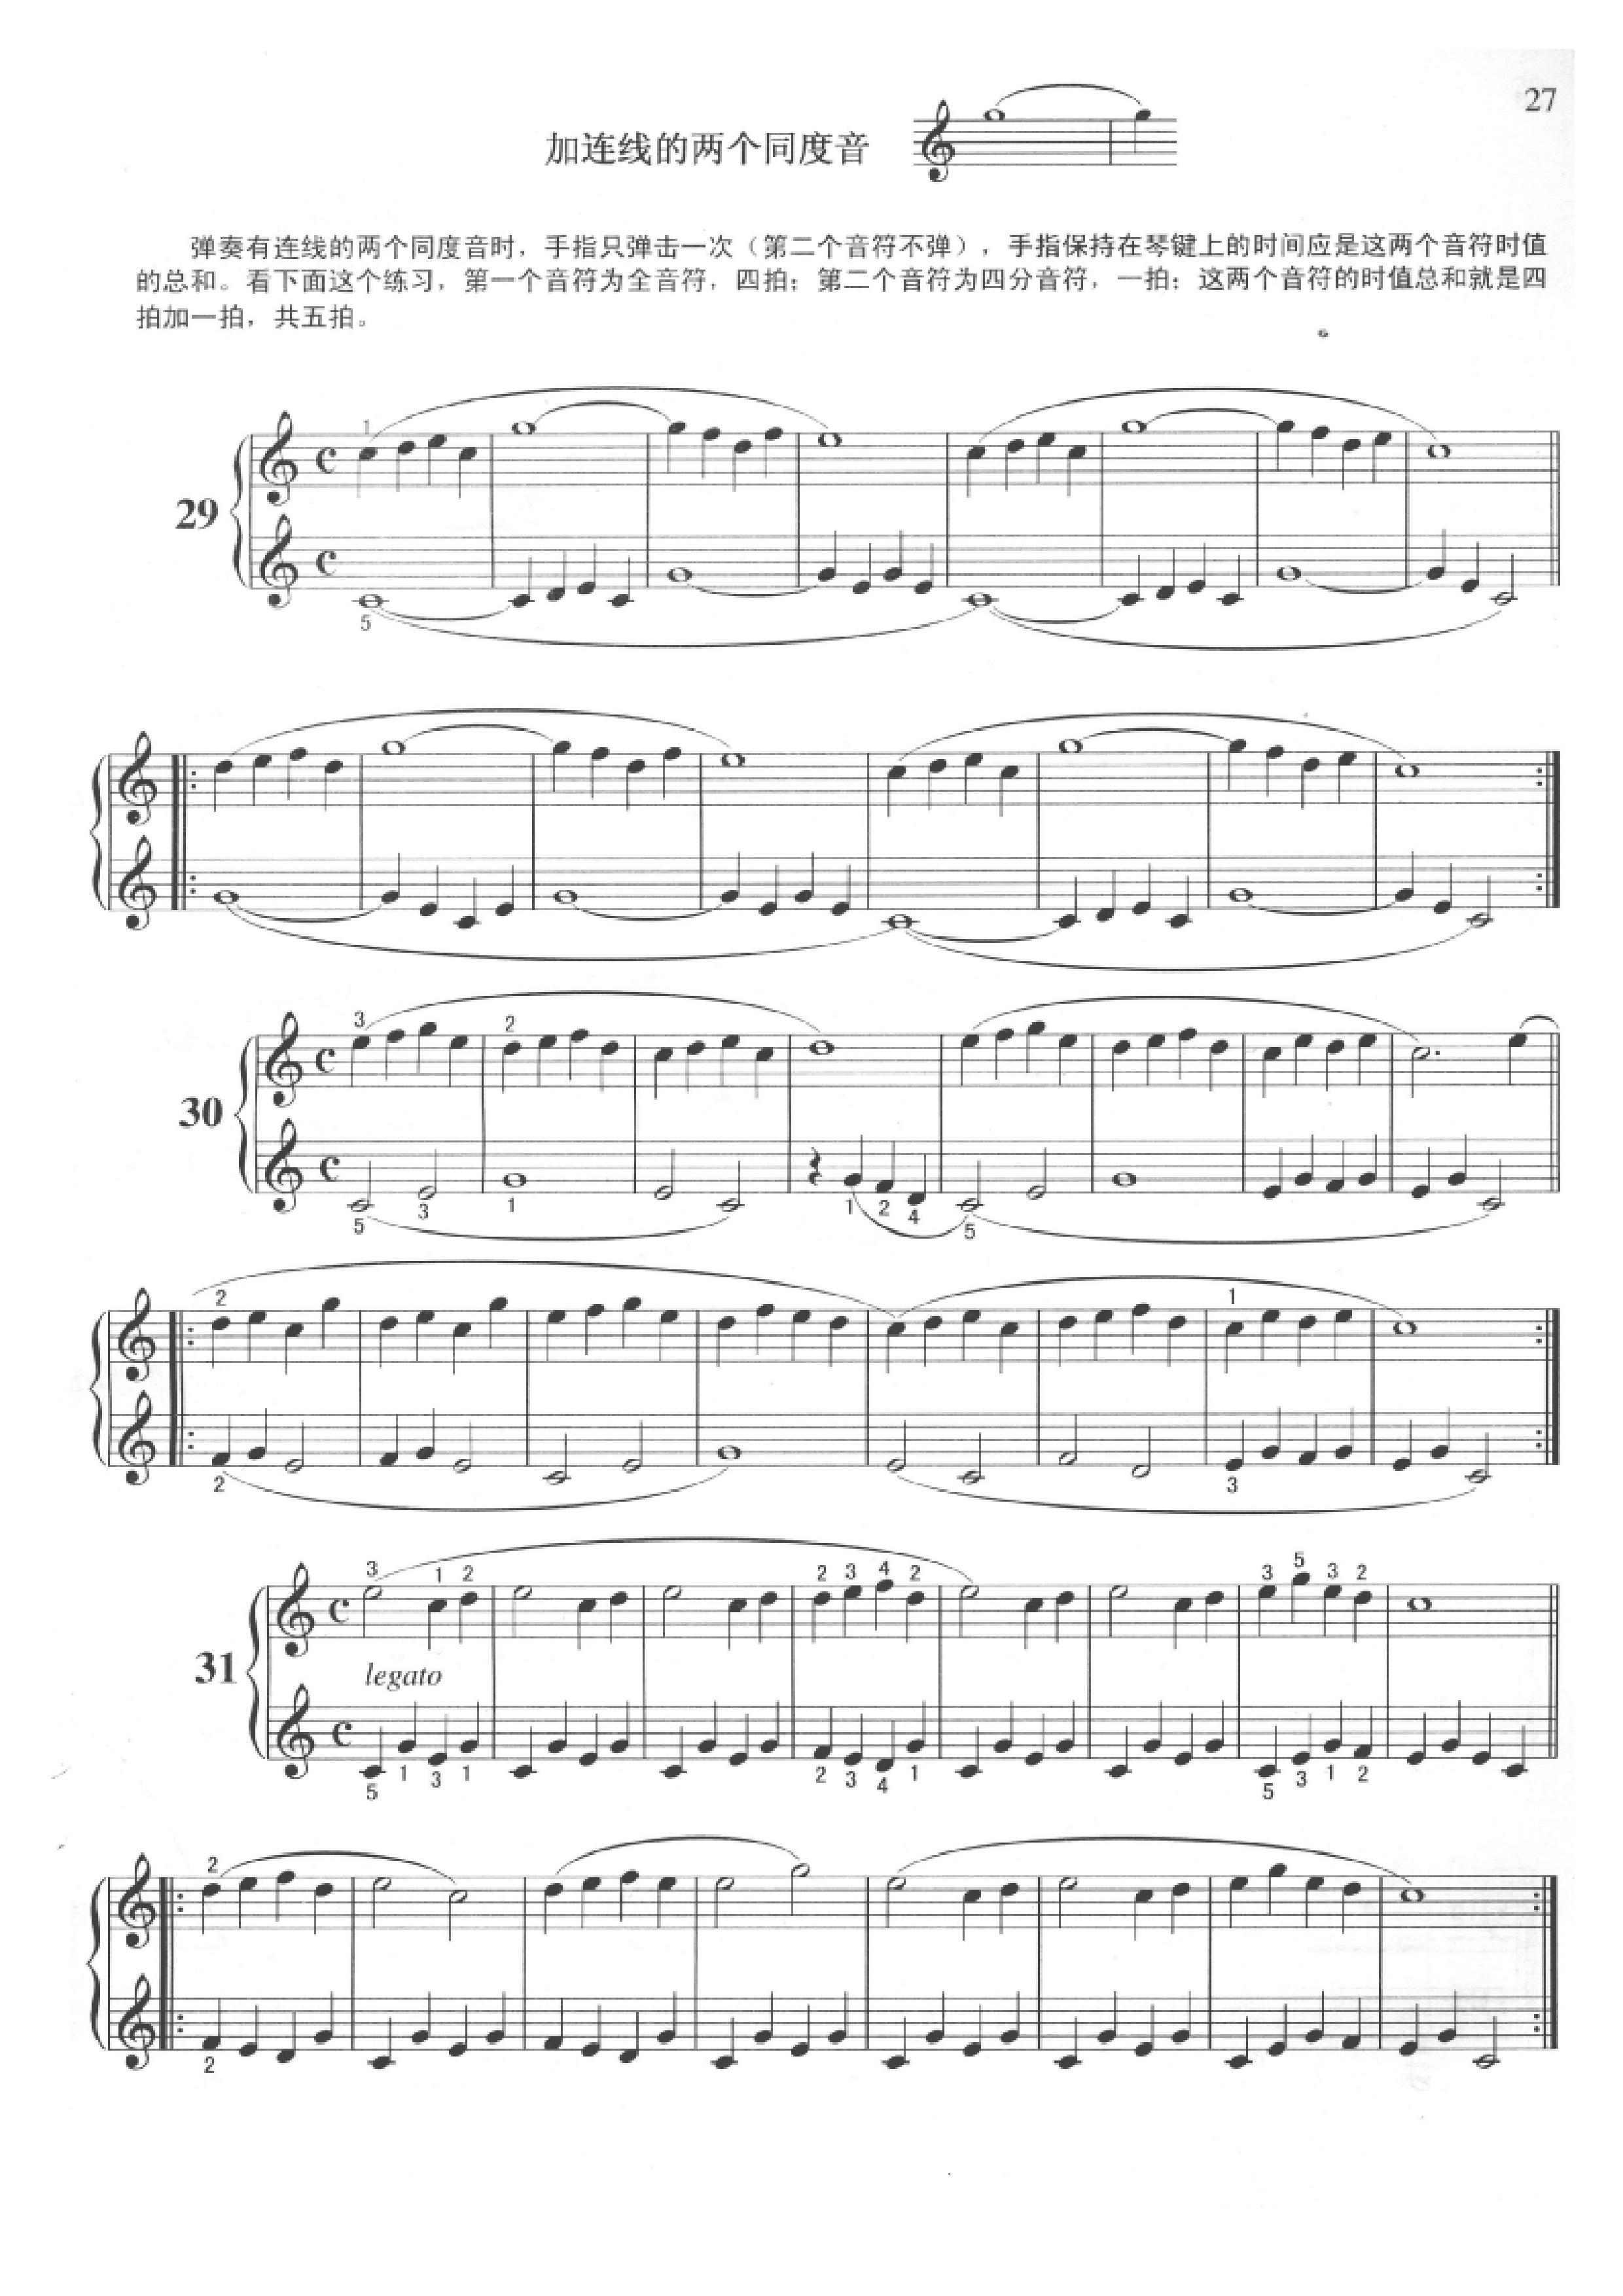 27
加连线的两个同度音
弹奏有连线的两个同度音时，手指只弹击一次（第二个音符不弹），手指保持在琴键上的时间应是这两个音符时值
的总和。看下面这个练习，第一个音符为全音符，四拍；第二个音符为四分音符，一拍；这两个音符的时值总和就是四
拍加一拍，共五拍。
1
29
5
3 2
30
5 3 1 1 2 4 5
2 1
2 3
3 1 2 2 3 4 2 3 5 3 2
31
legato
5 1 3 1 2 3 4 1 5 3 1 2
2
2